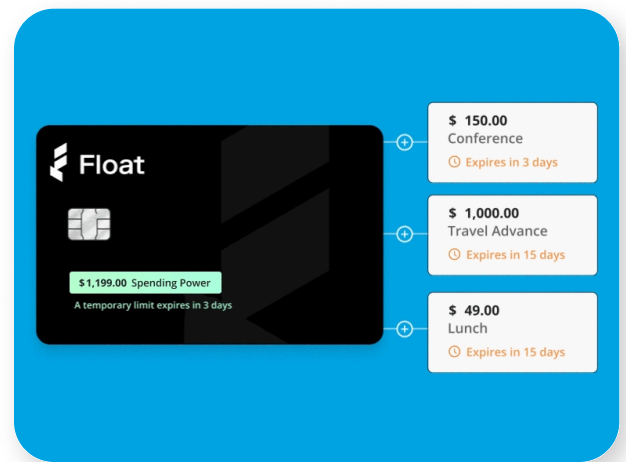 Float
$1,199.00 Spending Power
A temporary limit expires in 3 days
$ 150.00
Conference
Expires in 3 days
$ 1,000.00
Travel Advance
Expires in 15 days
$ 49.00
Lunch
Expires in 15 days